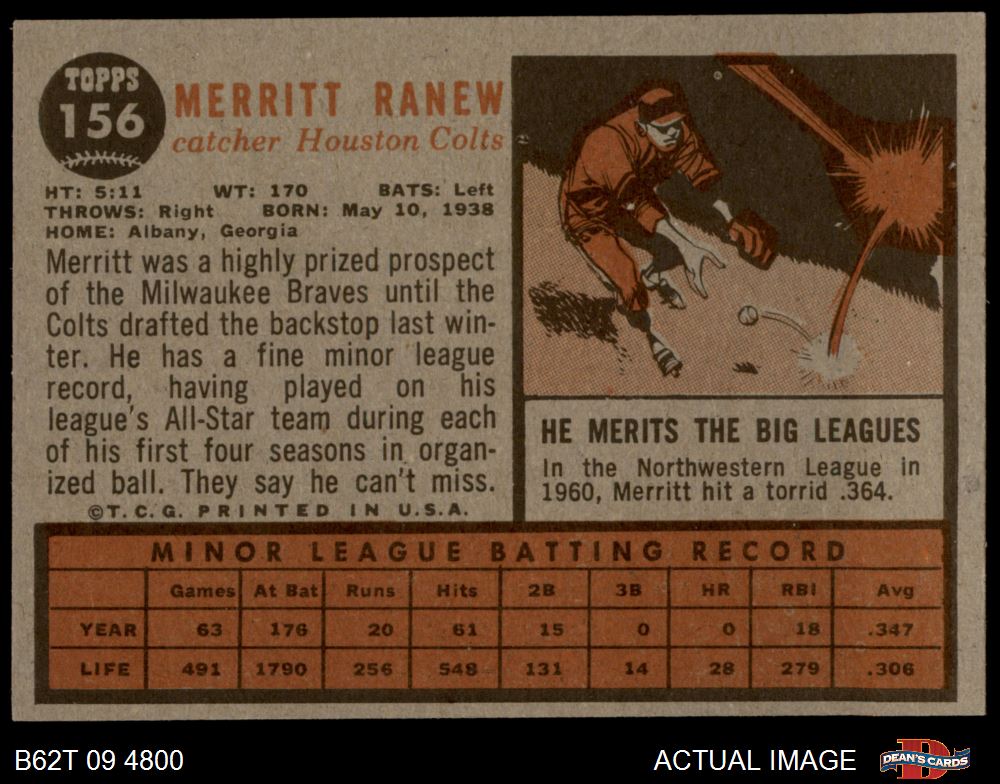 TOPPS
156
MERRITT RANEW
catcher Houston Colts
HT: 5:11 WT: 170 BATS: Left
THROWS: Right BORN: May 10, 1938
HOME: Albany, Georgia
Merritt was a highly prized prospect
of the Milwaukee Braves until the
Colts drafted the backstop last win-
ter. He has a fine minor league
record, having played on his
league's All-Star team during each
of his first four seasons in organ-
ized ball. They say he can't miss.
©T.C.G. PRINTED IN U.S.A.
HE MERITS THE BIG LEAGUES
In the Northwestern League in
1960, Merritt hit a torrid .364.
MINOR LEAGUE BATTING RECORD
Games At Bat Runs Hits 2B 3B HR RBI Avg
YEAR 63 176 20 61 15 0 0 18 .347
LIFE 491 1790 256 548 131 14 28 279 .306
B62T 09 4800 ACTUAL IMAGE DEAN'S CARDS